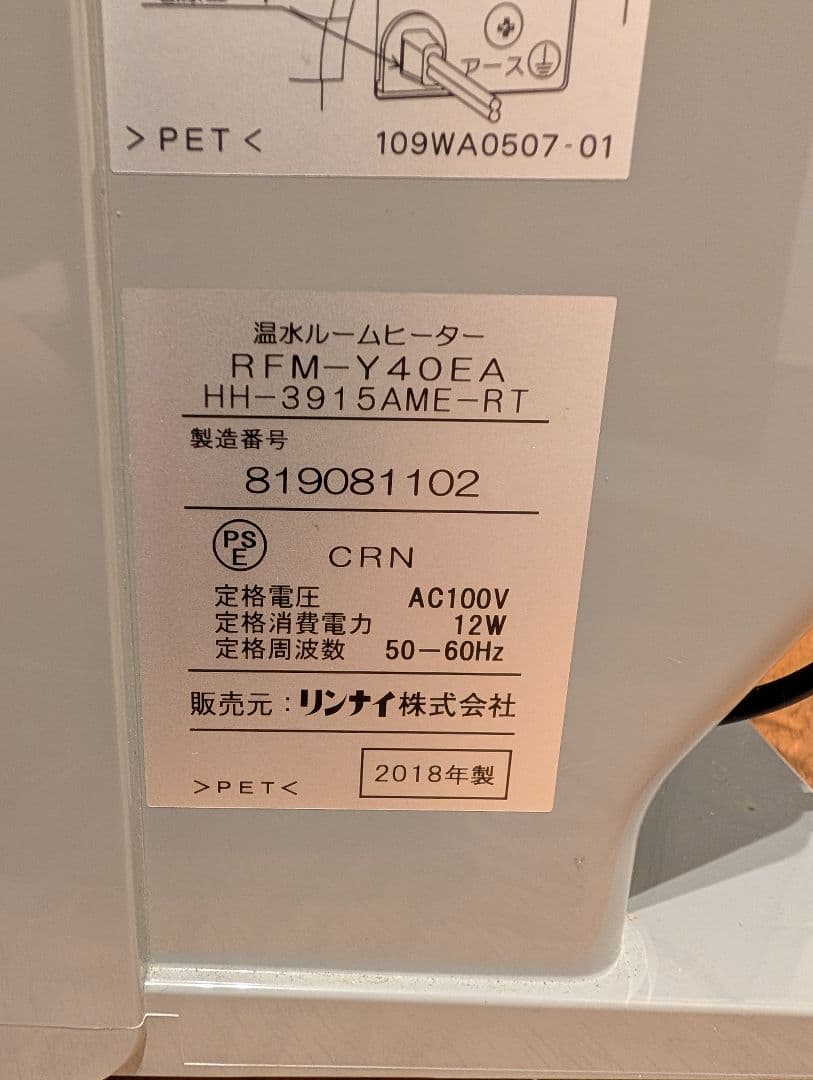 アース
>PET<
109WA0507-01
温水ルームヒーター
RFM-Y40EA
HH-3915AME-RT
製造番号
819081102
PSE
CRN
定格電圧 AC100V
定格消費電力 12W
定格周波数 50-60Hz
販売元:リンナイ株式会社
>PET<
2018年製